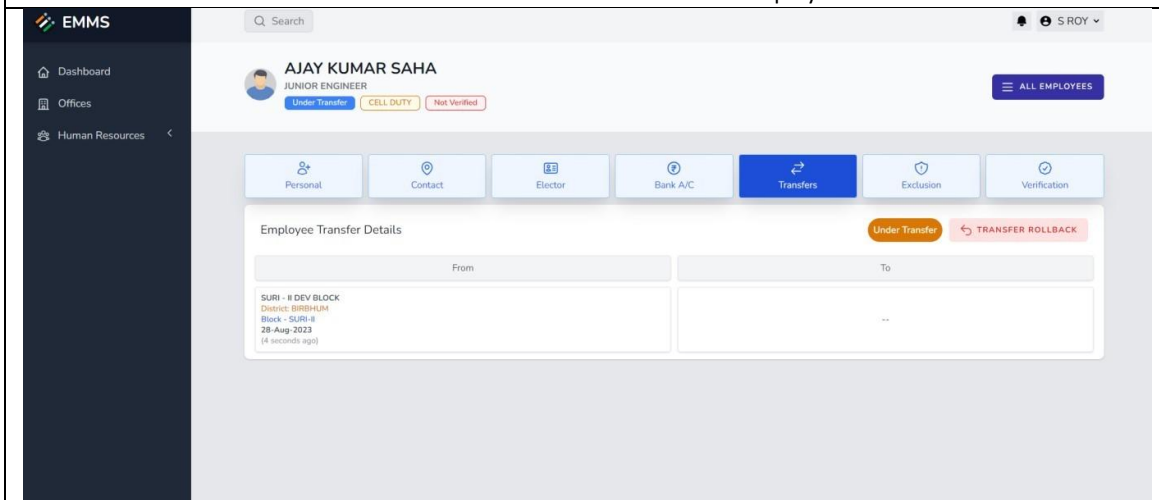 EMMS
Search
S ROY
Dashboard
Offices
Human Resources
AJAY KUMAR SAHA
JUNIOR ENGINEER
Under Transfer CELL DUTY Not Verified
ALL EMPLOYEES
Personal Contact Elector Bank A/C Transfers Exclusion Verification
Employee Transfer Details
Under Transfer TRANSFER ROLLBACK
From To
SURI - II DEV BLOCK
District: BIRBHUM
Block - SURI-II
28-Aug-2023
(4 seconds ago)
--